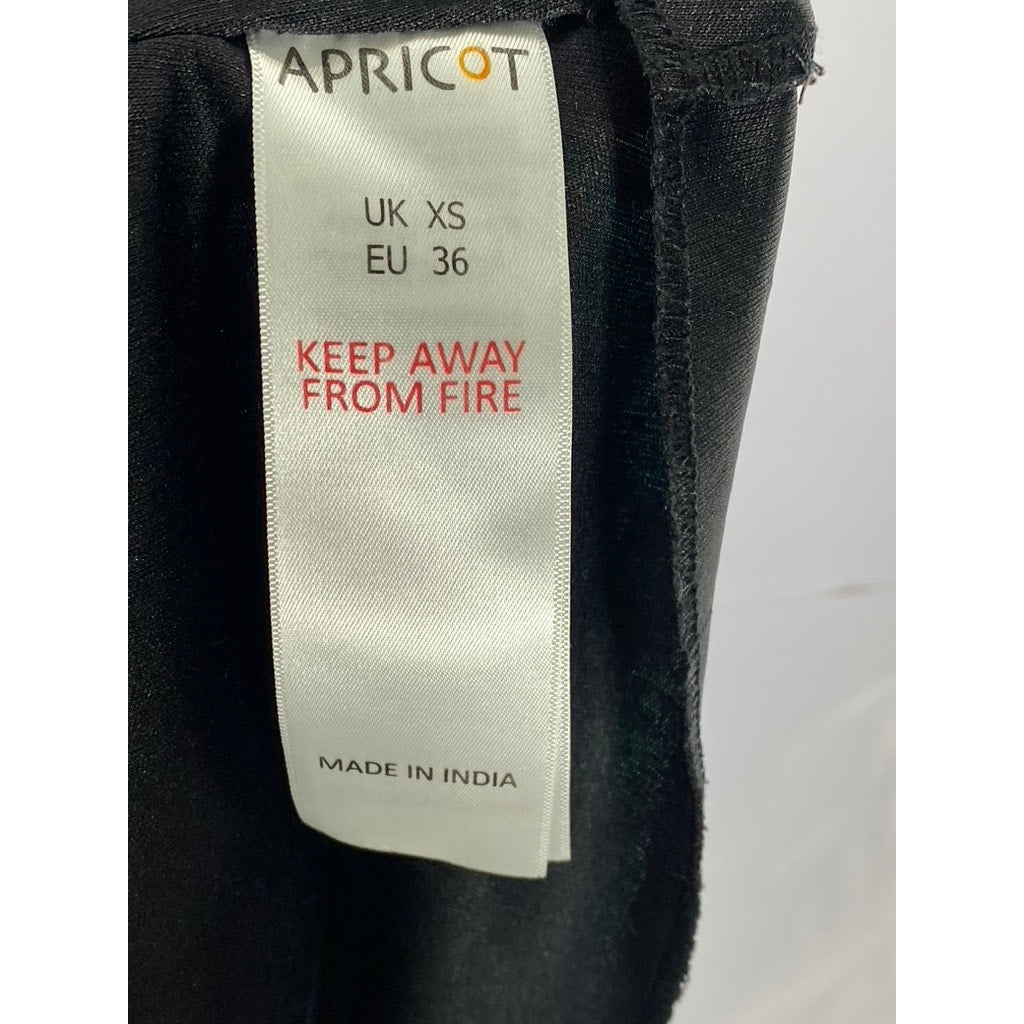 APRICOT
UK XS
EU 36
KEEP AWAY
FROM FIRE
MADE IN INDIA